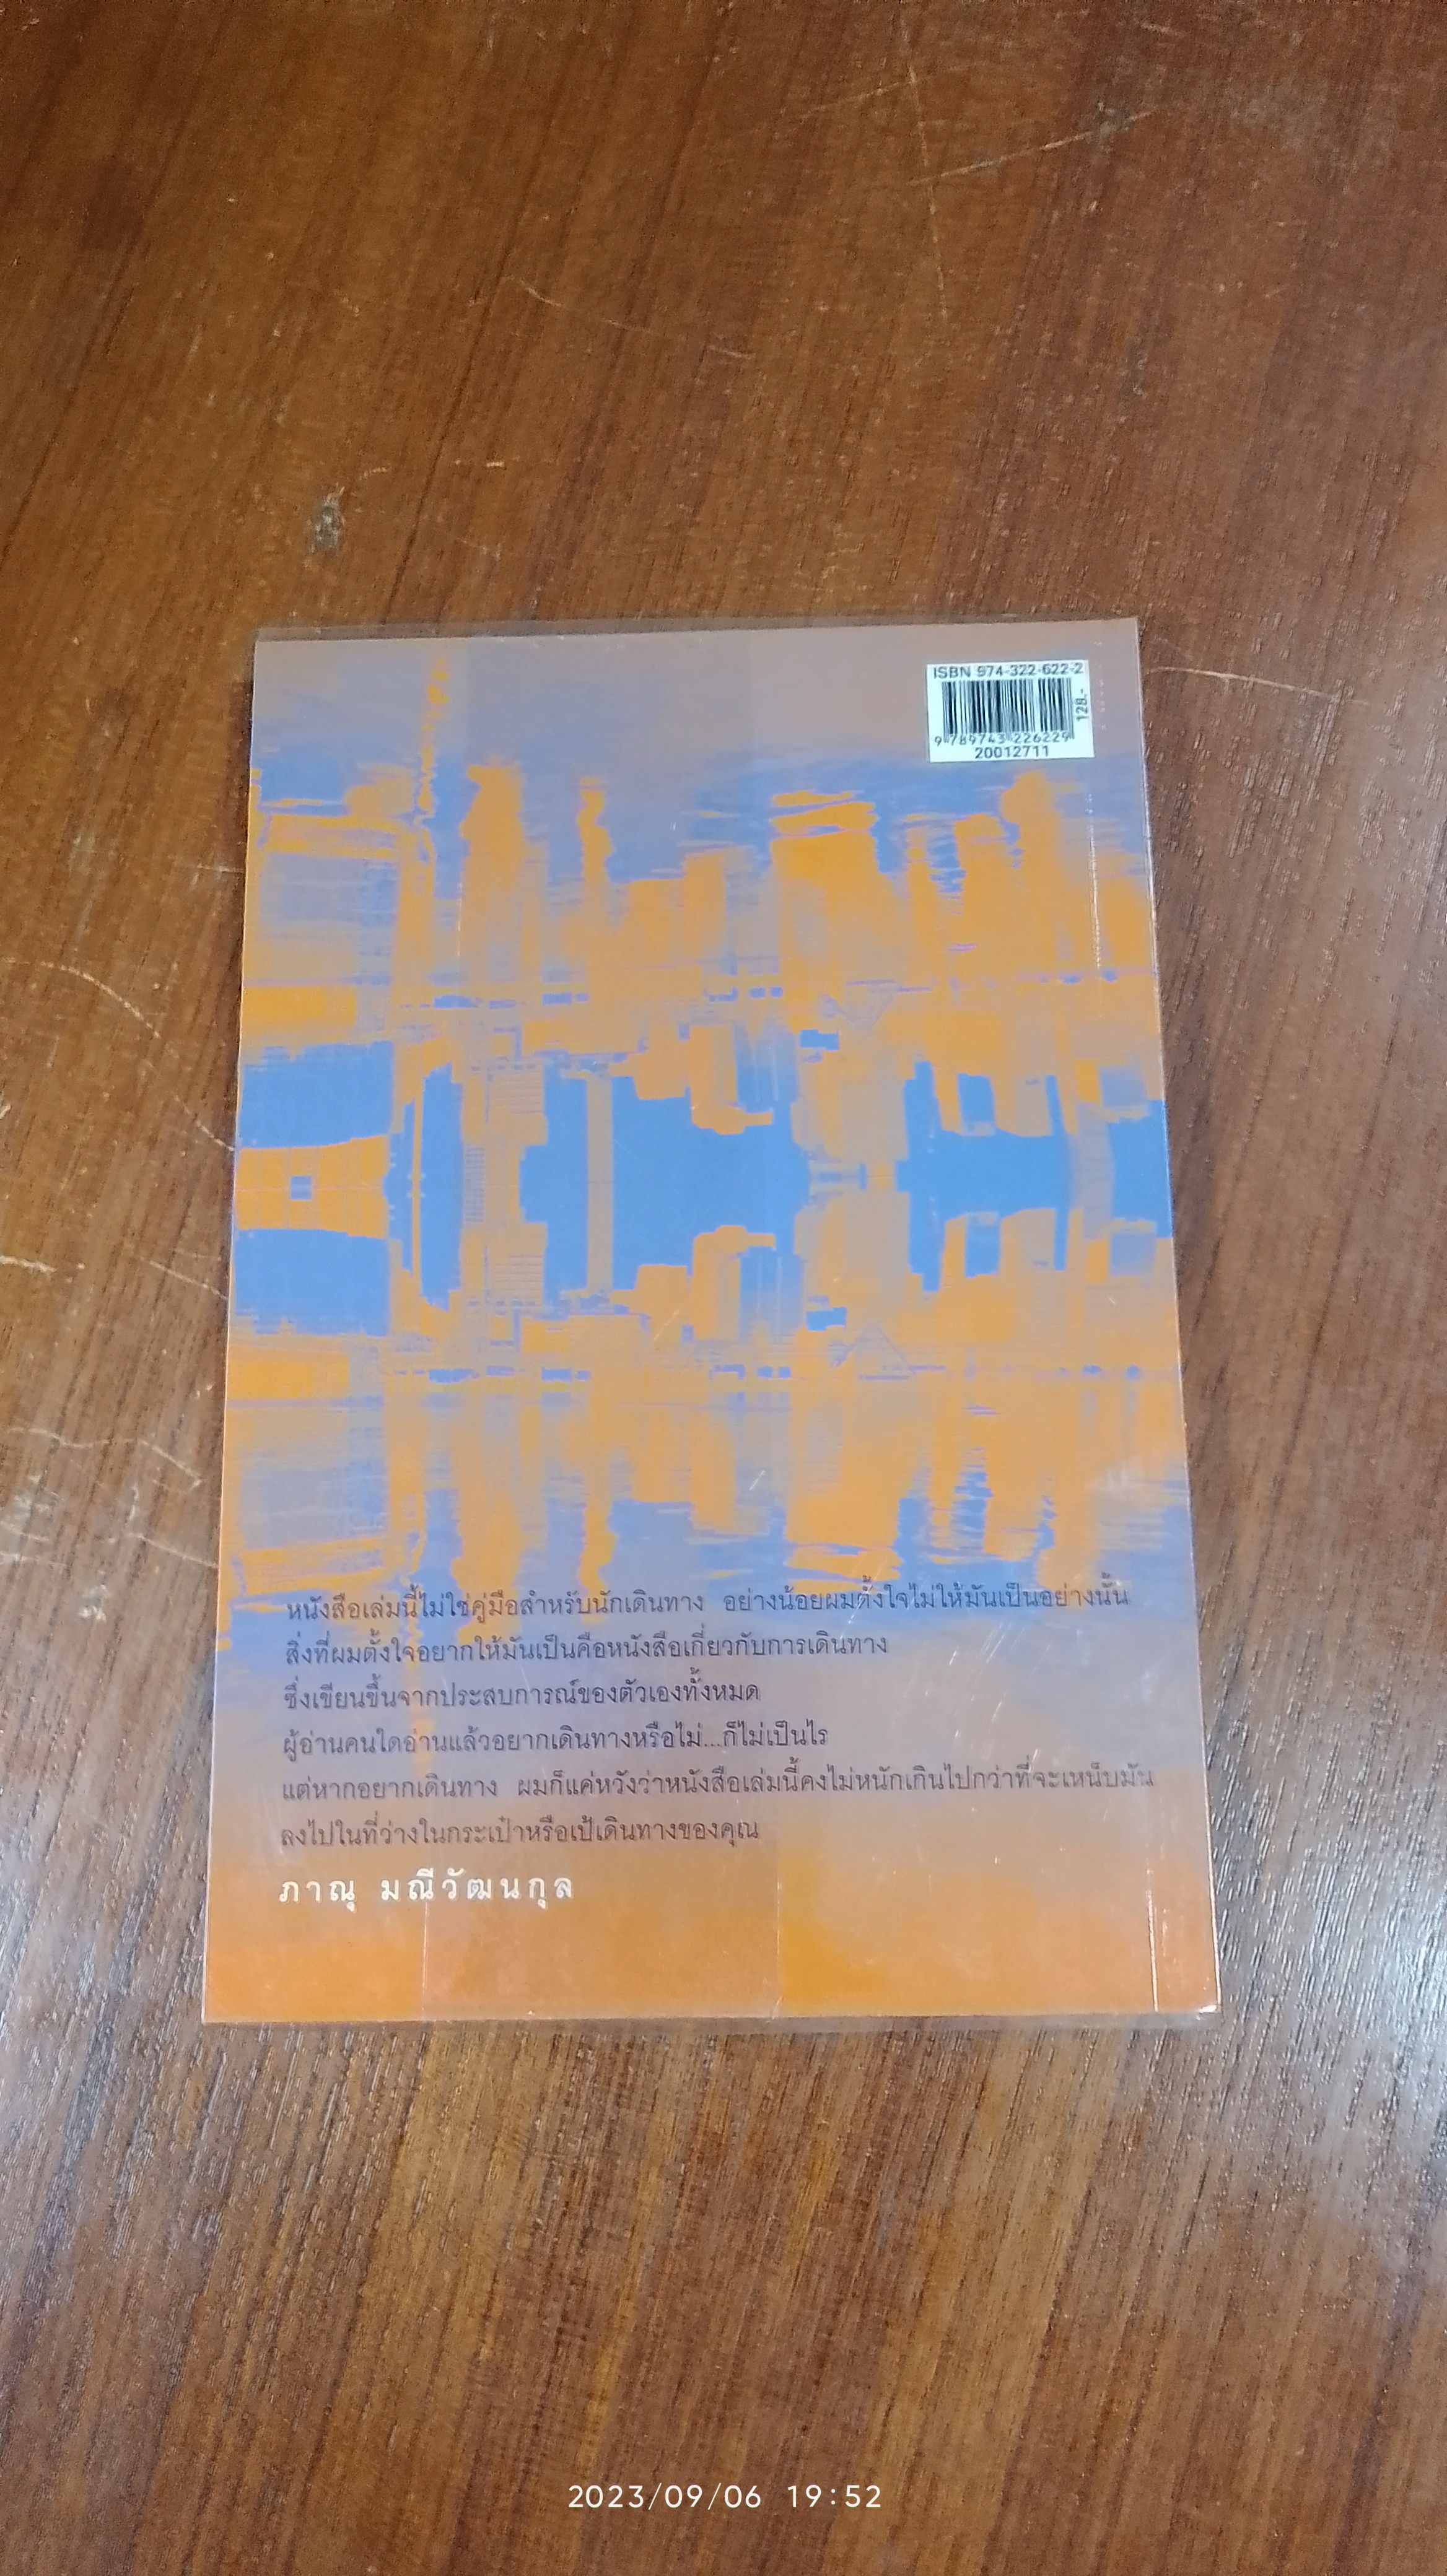 ISBN 974-322-622-2
128.-
9 789743 226229
20012711
หนังสือเล่มนี้ไม่ใช่คู่มือสำหรับนักเดินทาง อย่างน้อยผมตั้งใจไม่ให้มันเป็นอย่างนั้น
สิ่งที่ผมตั้งใจอยากให้มันเป็นคือหนังสือเกี่ยวกับการเดินทาง
ซึ่งเขียนขึ้นจากประสบการณ์ของตัวเองทั้งหมด
ผู้อ่านคนใดอ่านแล้วอยากเดินทางหรือไม่...ก็ไม่เป็นไร
แต่หากอยากเดินทาง ผมก็แค่หวังว่าหนังสือเล่มนี้คงไม่หนักเกินไปกว่าที่จะเหน็บมัน
ลงไปในที่ว่างในกระเป๋าหรือเป้เดินทางของคุณ
ภาณุ มณีวัฒนกุล
2023/09/06 19:52